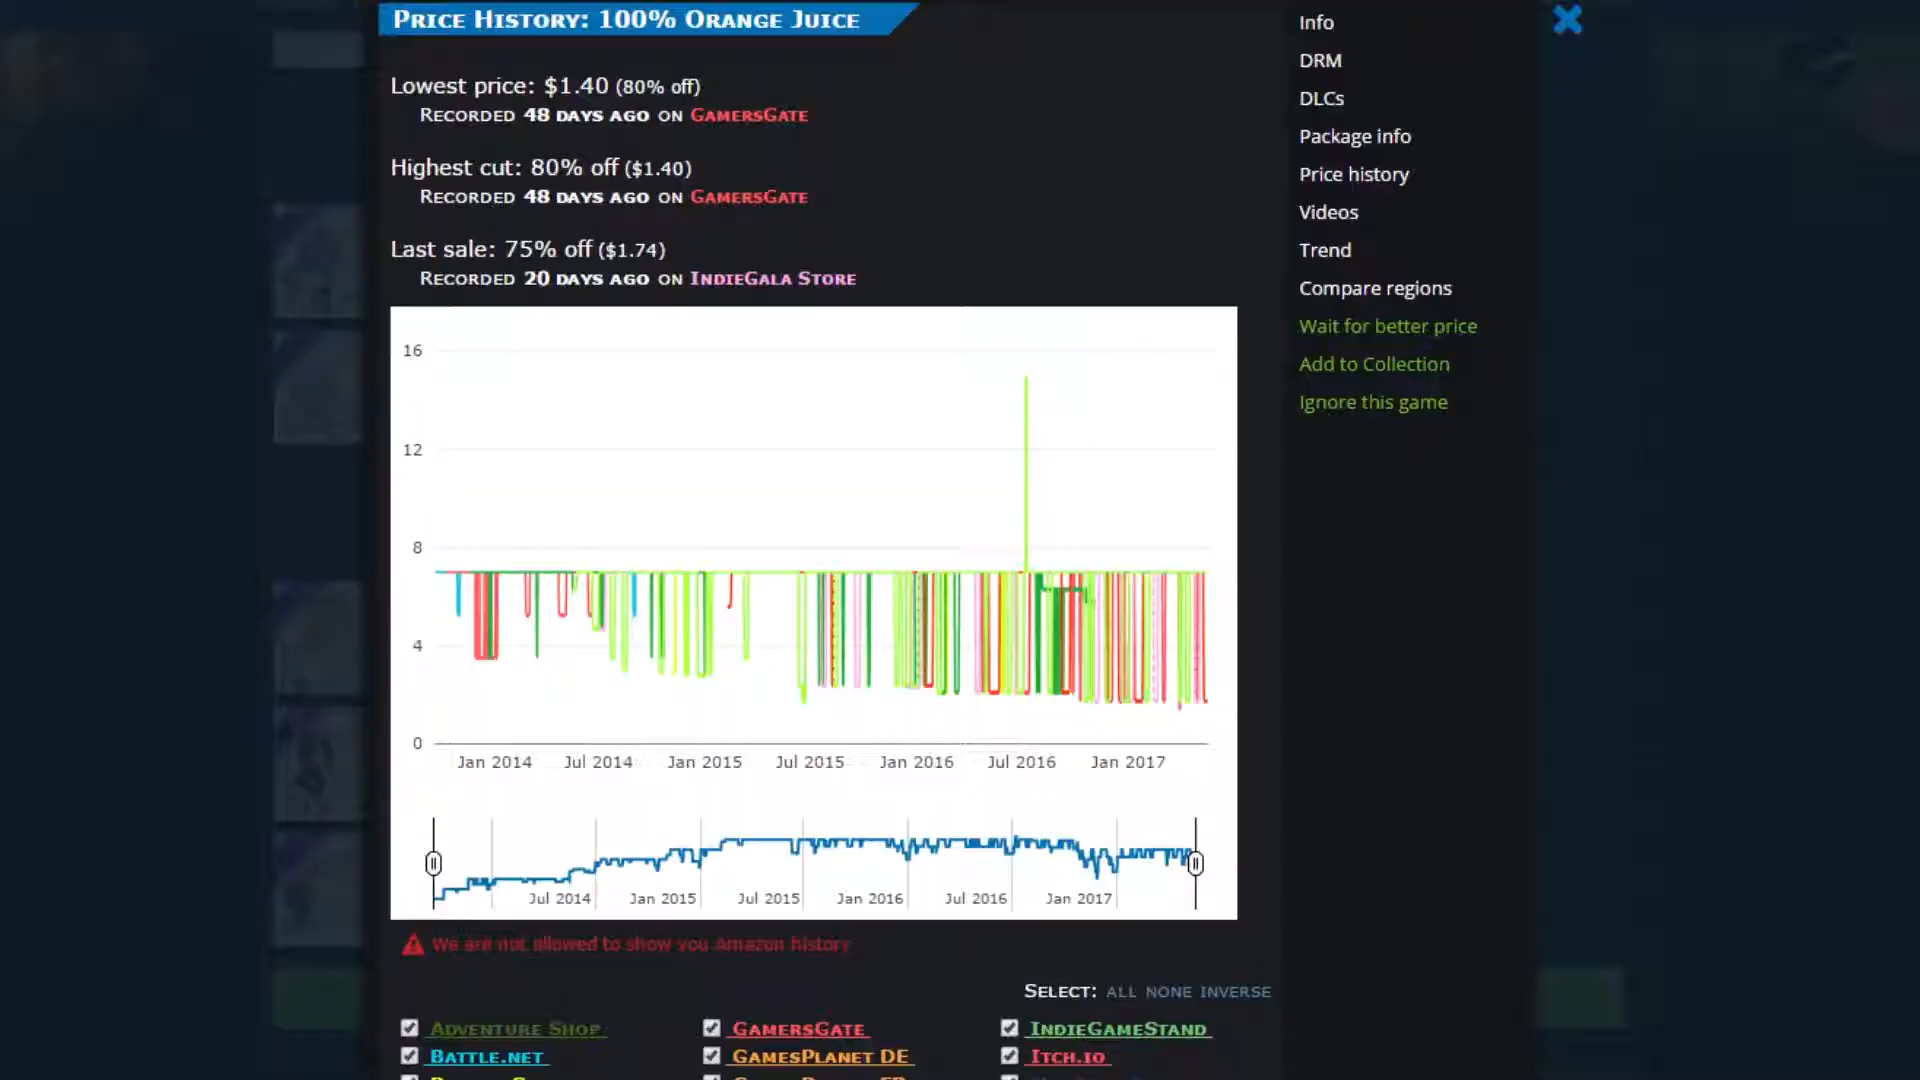 PRICE HISTORY: 100% ORANGE JUICE
Lowest price: $1.40 (80% off)
RECORDED 48 DAYS AGO ON GAMERSGATE
Highest cut: 80% off ($1.40)
RECORDED 48 DAYS AGO ON GAMERSGATE
Last sale: 75% off ($1.74)
RECORDED 20 DAYS AGO ON INDIEGALA STORE
16
12
8
4
0
Jan 2014 Jul 2014 Jan 2015 Jul 2015 Jan 2016 Jul 2016 Jan 2017
Jul 2014 Jan 2015 Jul 2015 Jan 2016 Jul 2016 Jan 2017
We are not allowed to show you Amazon history
SELECT: ALL NONE INVERSE
ADVENTURE SHOP GAMERSGATE INDIEGAMESTAND
BATTLE.NET GAMESPLANET DE ITCH.IO
Info
DRM
DLCs
Package info
Price history
Videos
Trend
Compare regions
Wait for better price
Add to Collection
Ignore this game